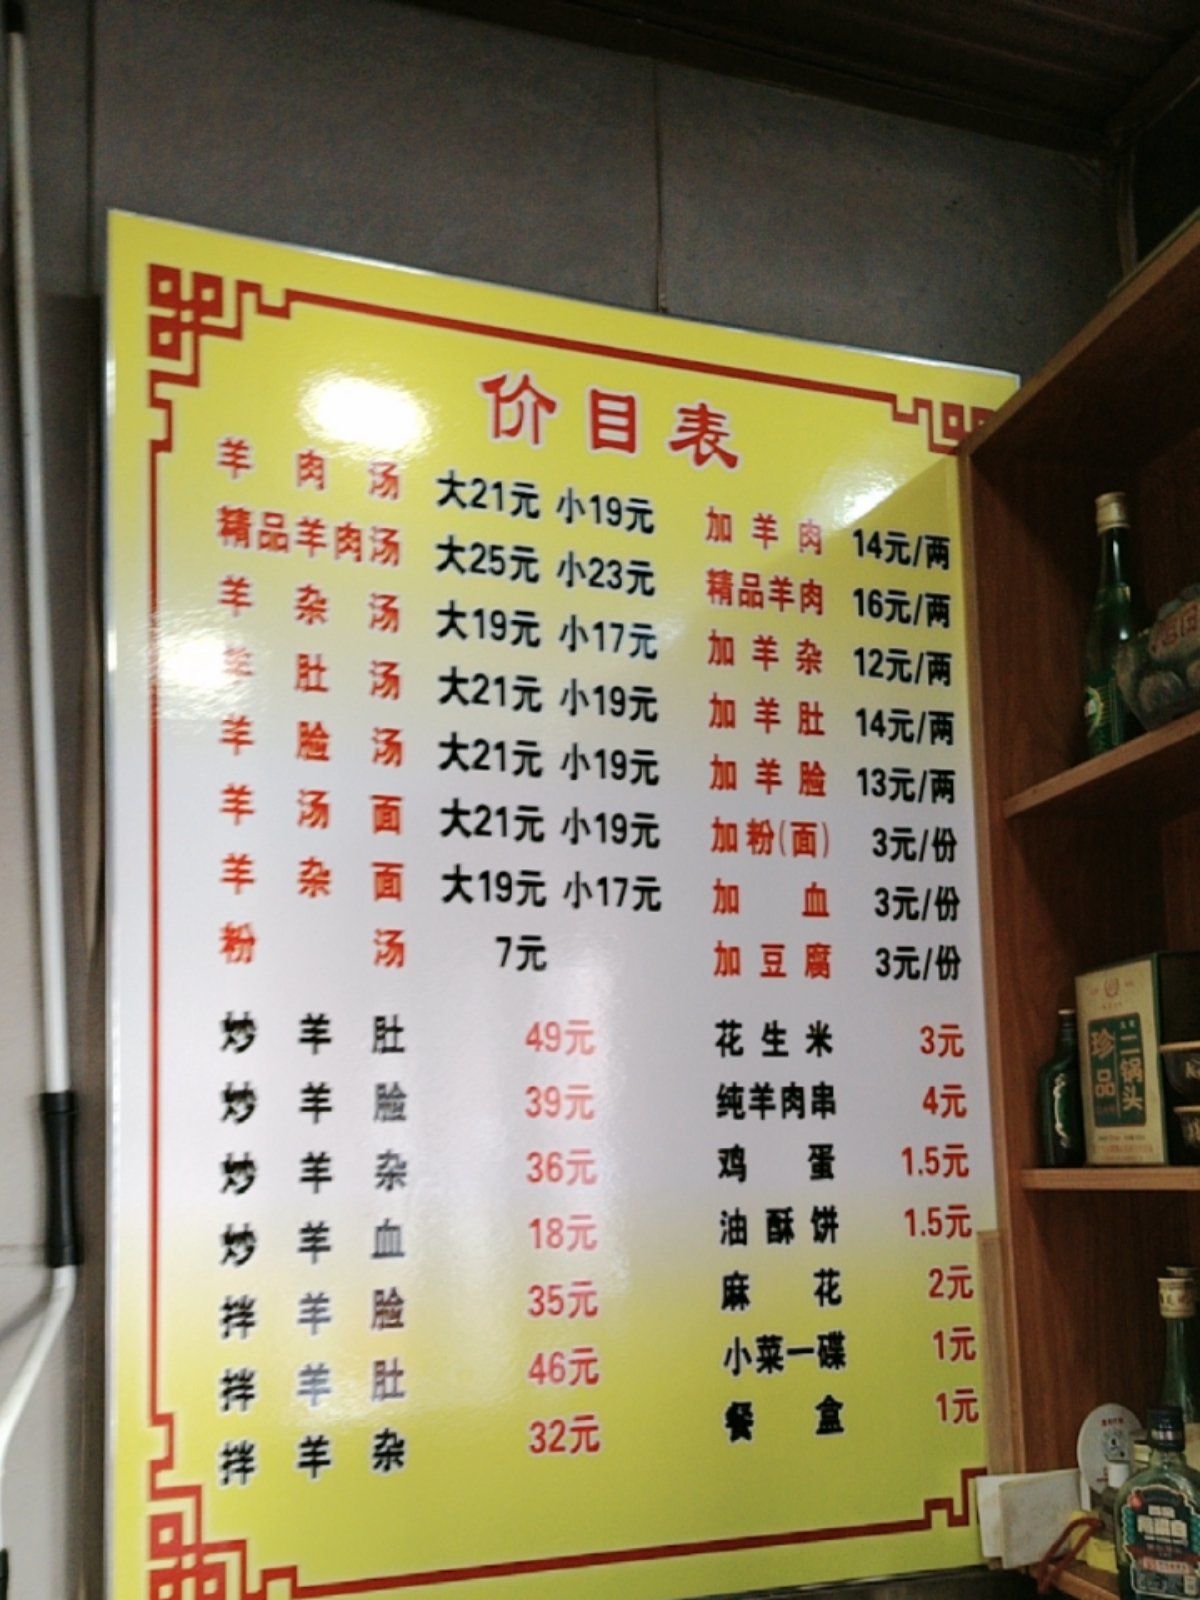 价目表
羊肉汤 大21元 小19元
精品羊肉汤 大25元 小23元
羊杂汤 大19元 小17元
羊肚汤 大21元 小19元
羊脸汤 大21元 小19元
羊汤面 大21元 小19元
羊杂面 大19元 小17元
粉汤 7元
加羊肉 14元/两
精品羊肉 16元/两
加羊杂 12元/两
加羊肚 14元/两
加羊脸 13元/两
加粉(面) 3元/份
加血 3元/份
加豆腐 3元/份
炒羊肚 49元
炒羊脸 39元
炒羊杂 36元
炒羊血 18元
拌羊脸 35元
拌羊肚 46元
拌羊杂 32元
花生米 3元
纯羊肉串 4元
鸡蛋 1.5元
油酥饼 1.5元
麻花 2元
小菜一碟 1元
餐盒 1元
珍品
二锅头